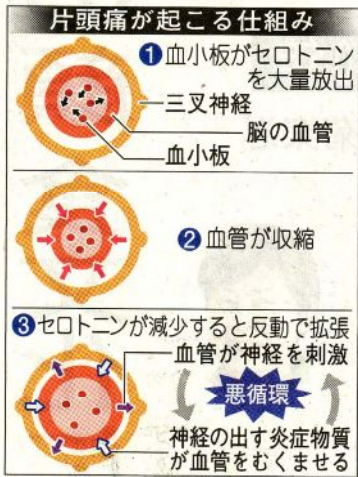 片頭痛が起こる仕組み
❶血小板がセロトニン
を大量放出
三叉神経
脳の血管
血小板
❷血管が収縮
❸セロトニンが減少すると反動で拡張
血管が神経を刺激
悪循環
神経の出す炎症物質
が血管をむくませる